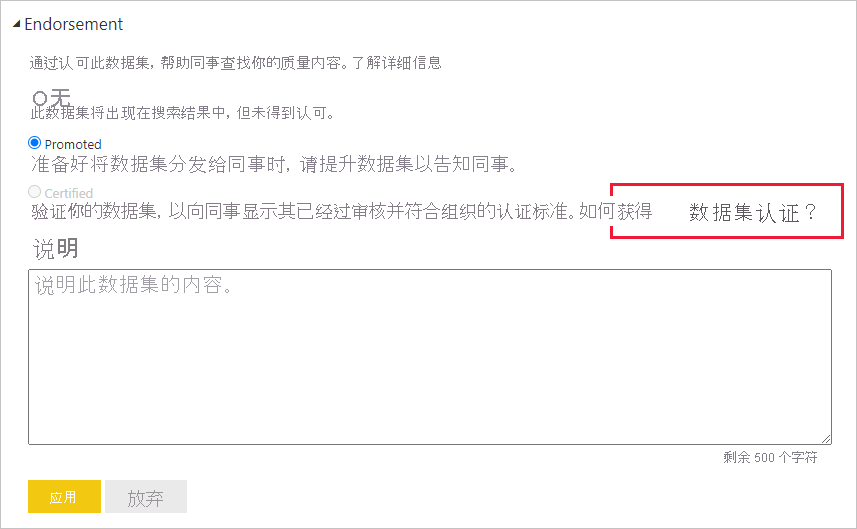 Endorsement
通过认可此数据集, 帮助同事查找你的质量内容。了解详细信息
无
此数据集将出现在搜索结果中, 但未得到认可。
Promoted
准备好将数据集分发给同事时, 请提升数据集以告知同事。
Certified
验证你的数据集, 以向同事显示其已经过审核并符合组织的认证标准。如何获得 数据集认证?
说明
说明此数据集的内容。
剩余 500 个字符
应用 放弃